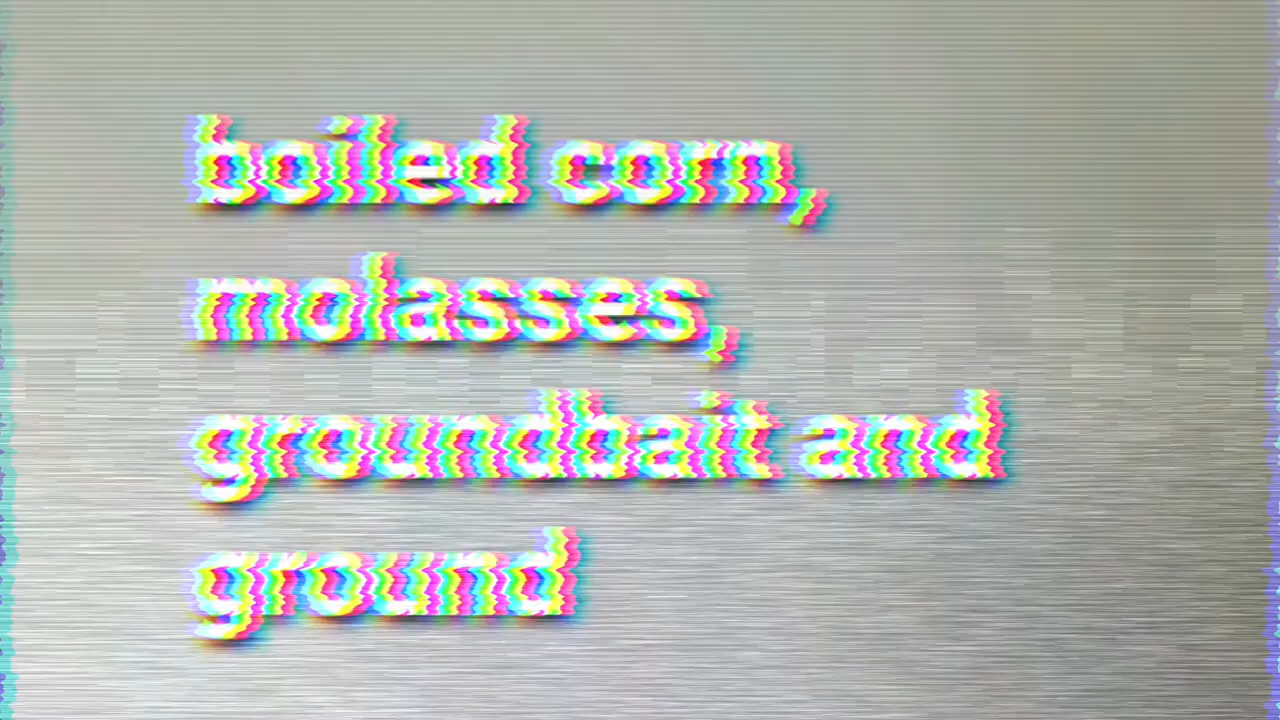 boiled corn,
molasses,
groundbait and
ground